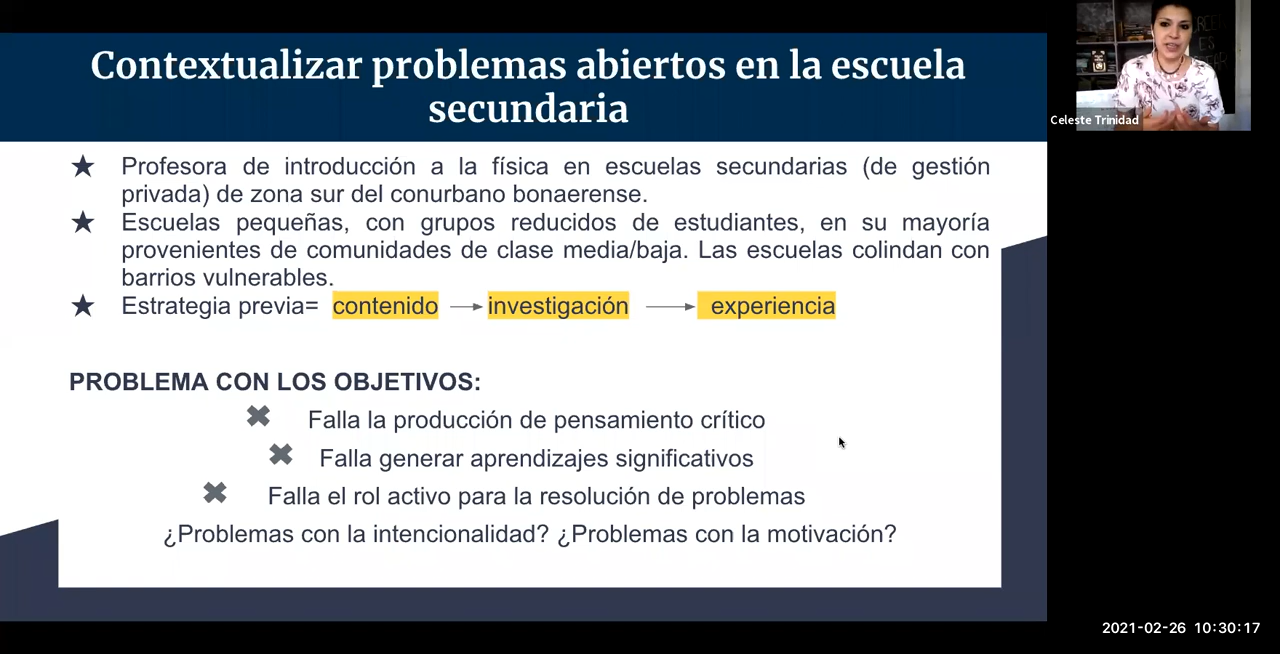 Contextualizar problemas abiertos en la escuela
secundaria
Celeste Trinidad
★ Profesora de introducción a la física en escuelas secundarias (de gestión
privada) de zona sur del conurbano bonaerense.
★ Escuelas pequeñas, con grupos reducidos de estudiantes, en su mayoría
provenientes de comunidades de clase media/baja. Las escuelas colindan con
barrios vulnerables.
★ Estrategia previa= contenido → investigación → experiencia
PROBLEMA CON LOS OBJETIVOS:
✖ Falla la producción de pensamiento crítico
✖ Falla generar aprendizajes significativos
✖ Falla el rol activo para la resolución de problemas
¿Problemas con la intencionalidad? ¿Problemas con la motivación?
2021-02-26 10:30:17